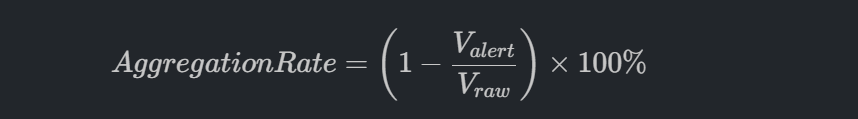 AggregationRate = (1 − V_alert / V_raw) × 100%